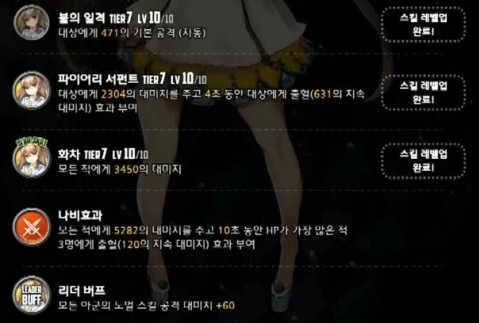 불의 일격 TIER7 LV 10/10
대상에게 471의 기본 공격 (자동)
스킬 레벨업
완료!
파이어리 서펀트 TIER7 LV 10/10
대상에게 2304의 대미지를 주고 4초 동안 대상에게 출혈(631의 지속
대미지) 효과 부여
스킬 레벨업
완료!
화차 TIER7 LV 10/10
모든 적에게 3450의 대미지
스킬 레벨업
완료!
나비효과
모든 적에게 5282의 대미지를 주고 10초 동안 HP가 가장 많은 적
3명에게 출혈(120의 지속 대미지) 효과 부여
LEADER
BUFF
리더 버프
모든 아군의 노멀 스킬 공격 대미지 +60